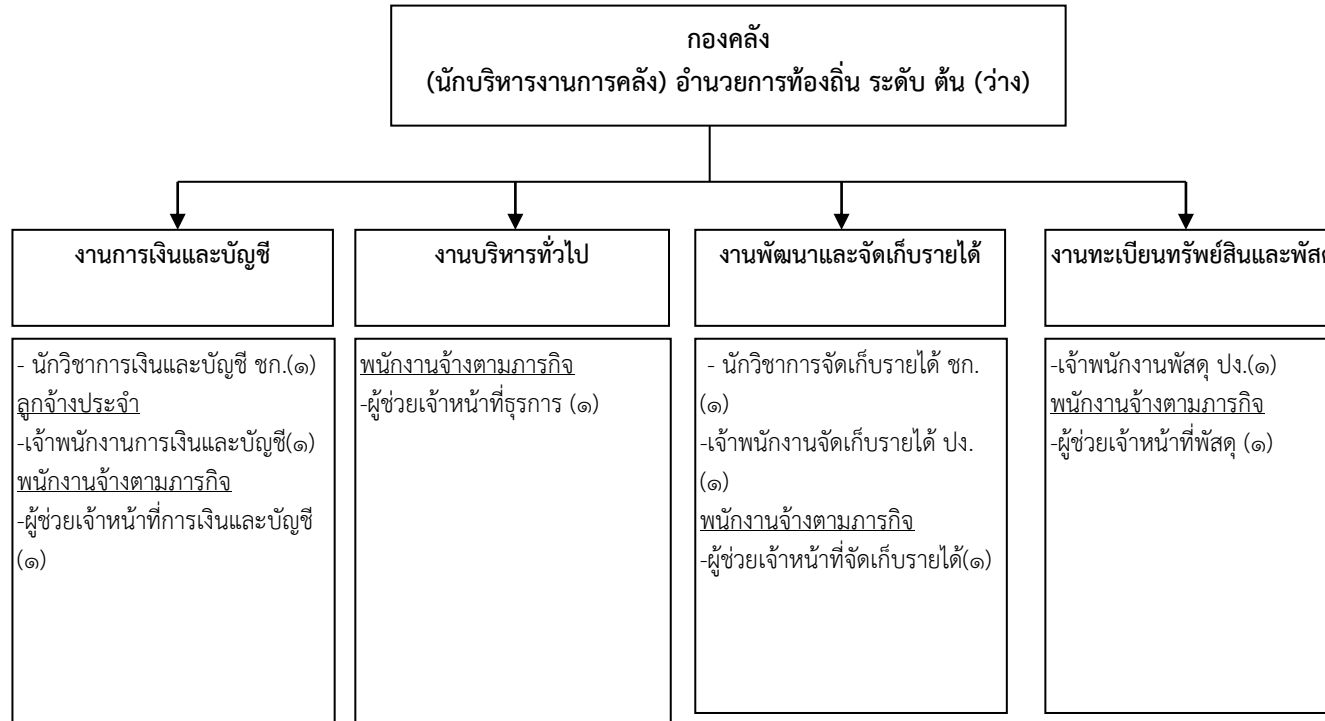 กองคลัง
(นักบริหารงานการคลัง) อำนวยการท้องถิ่น ระดับ ต้น (ว่าง)
งานการเงินและบัญชี
- นักวิชาการเงินและบัญชี ชก.(๑)
ลูกจ้างประจำ
-เจ้าพนักงานการเงินและบัญชี(๑)
พนักงานจ้างตามภารกิจ
-ผู้ช่วยเจ้าหน้าที่การเงินและบัญชี
(๑)
งานบริหารทั่วไป
พนักงานจ้างตามภารกิจ
-ผู้ช่วยเจ้าหน้าที่ธุรการ (๑)
งานพัฒนาและจัดเก็บรายได้
- นักวิชาการจัดเก็บรายได้ ชก.
(๑)
-เจ้าพนักงานจัดเก็บรายได้ ปง.
(๑)
พนักงานจ้างตามภารกิจ
-ผู้ช่วยเจ้าหน้าที่จัดเก็บรายได้(๑)
งานทะเบียนทรัพย์สินและพัสดุ
-เจ้าพนักงานพัสดุ ปง.(๑)
พนักงานจ้างตามภารกิจ
-ผู้ช่วยเจ้าหน้าที่พัสดุ (๑)